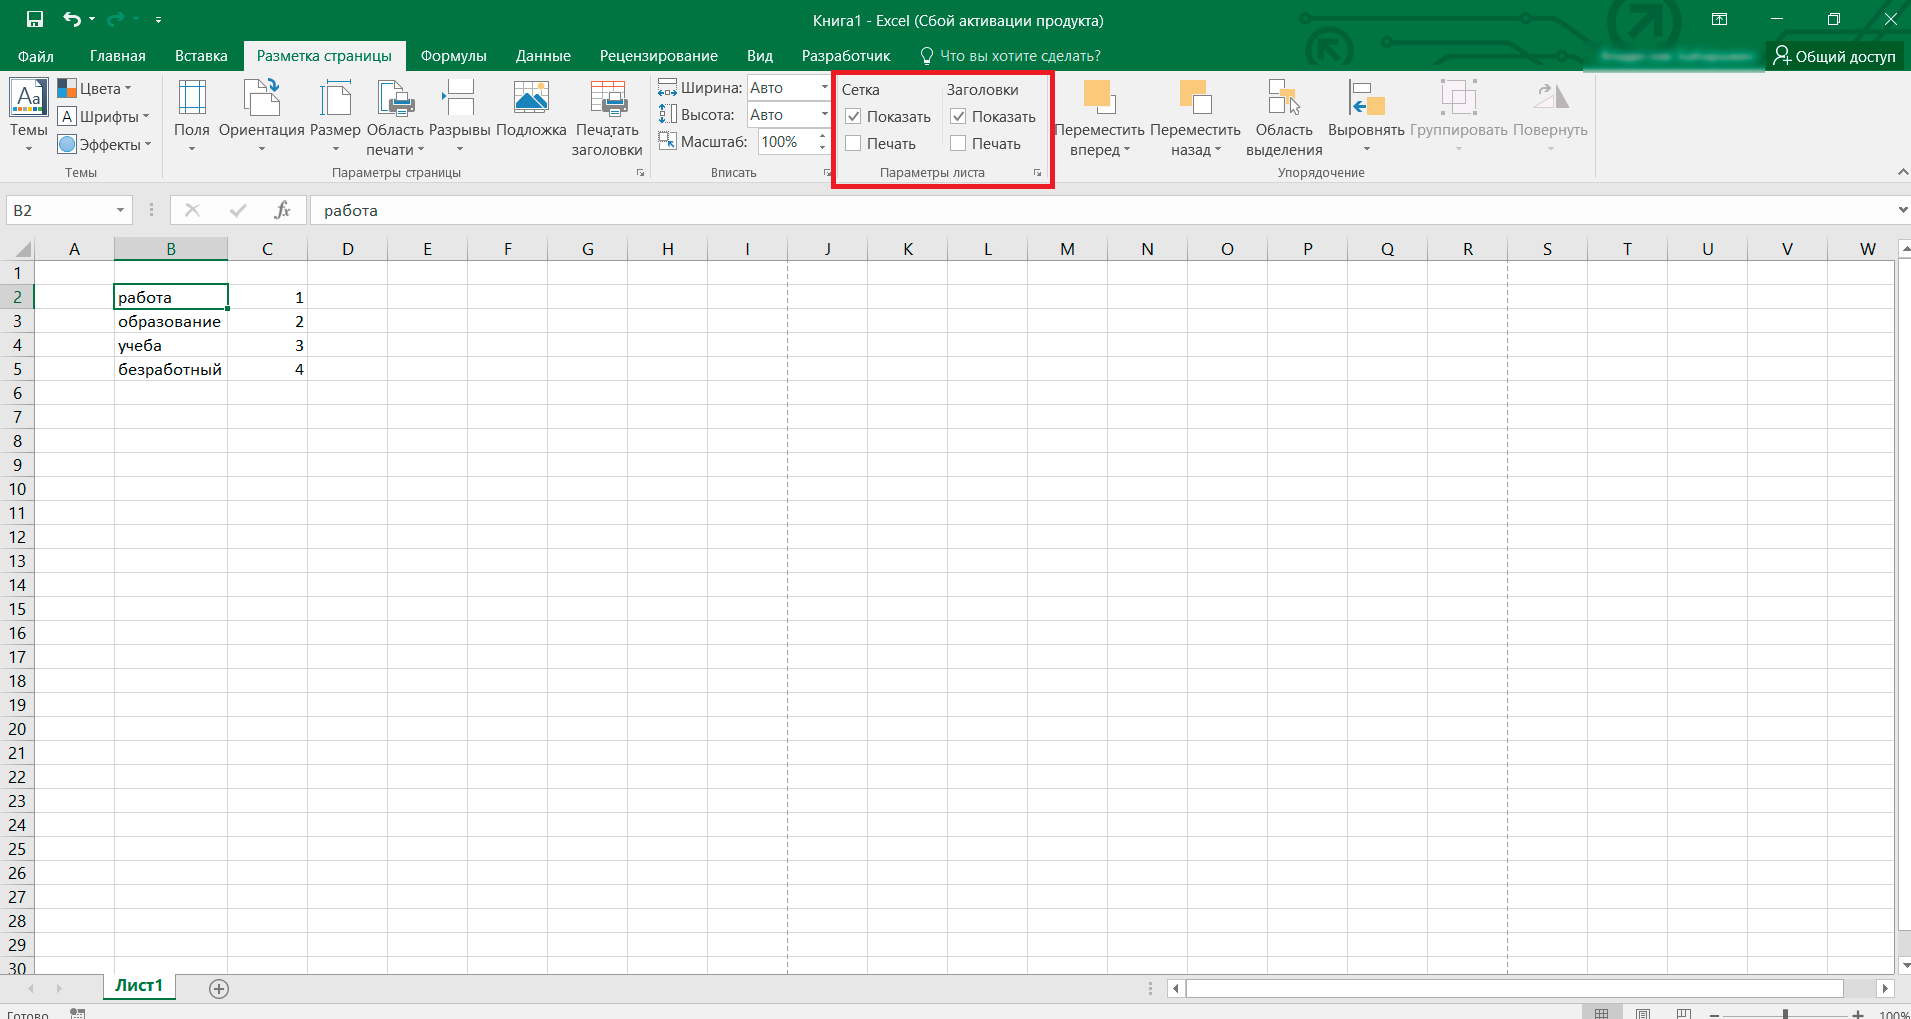 Книга1 - Excel (Сбой активации продукта)
Файл Главная Вставка Разметка страницы Формулы Данные Рецензирование Вид Разработчик Что вы хотите сделать? Общий доступ
Aa Темы
Цвета
A Шрифты
Эффекты
Темы
Поля
Ориентация
Размер
Область печати
Разрывы
Подложка
Печатать заголовки
Параметры страницы
Ширина: Авто
Высота: Авто
Масштаб: 100%
Вписать
Сетка
Показать
Печать
Заголовки
Показать
Печать
Параметры листа
Переместить вперед
Переместить назад
Область выделения
Выровнять
Группировать
Повернуть
Упорядочение
B2 fx работа
A B C D E F G H I J K L M N O P Q R S T U V W
1
2 работа 1
3 образование 2
4 учеба 3
5 безработный 4
6
7
8
9
10
11
12
13
14
15
16
17
18
19
20
21
22
23
24
25
26
27
28
29
30
Лист1
Готово 100%